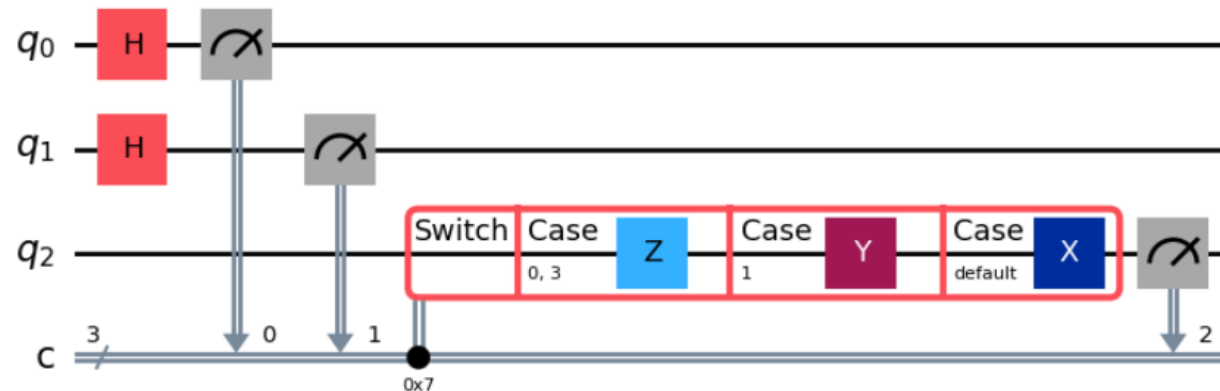 q0 H
q1 H
q2 Switch Case 0, 3 Z Case 1 Y Case default X
c 3 0 1 0x7 2